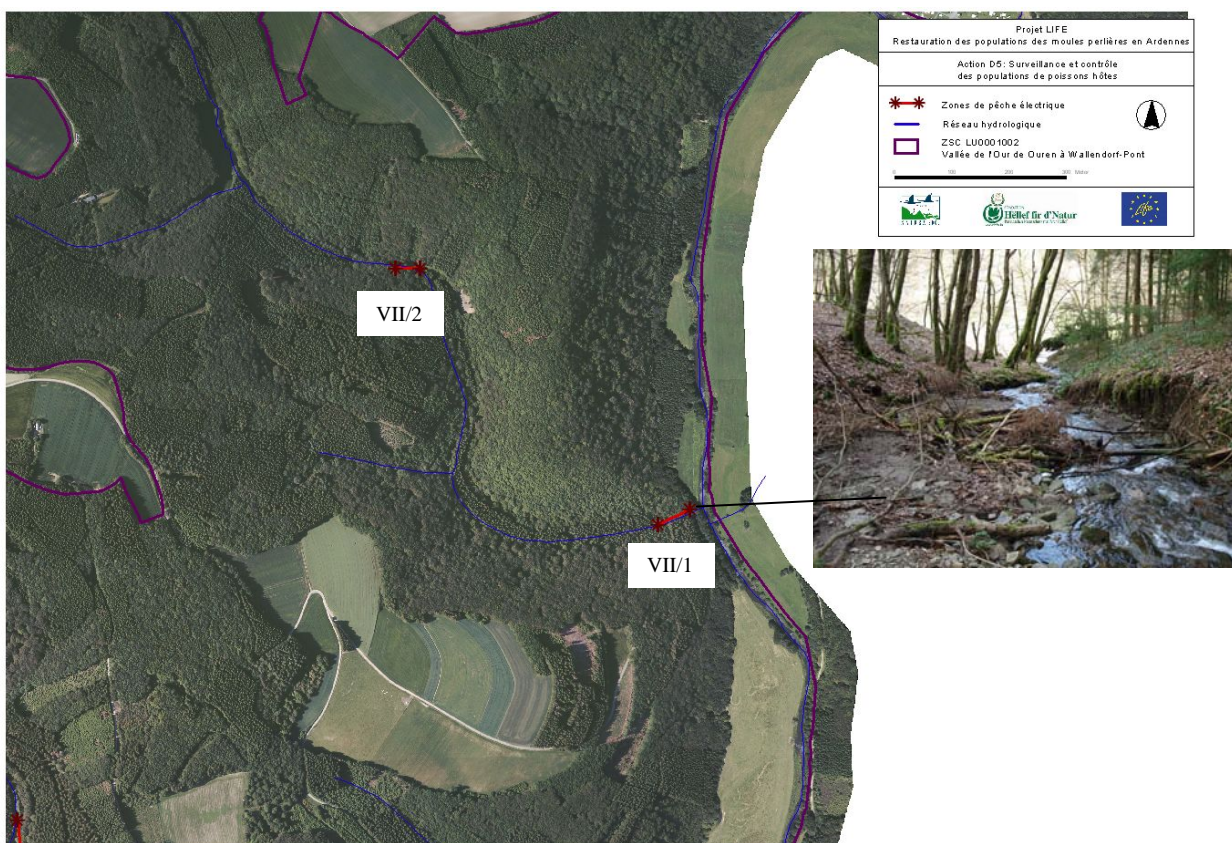 Projet LIFE
Restauration des populations des moules perlières en Ardennes
Action D5: Surveillance et contrôle
des populations de poissons hôtes
Zones de pêche électrique
Réseau hydrologique
ZSC LU0001002
Vallée de l'Our de Ouren à Wallendorf-Pont
0 100 200 300 Meter
Hëllef fir d'Natur
VII/2
VII/1